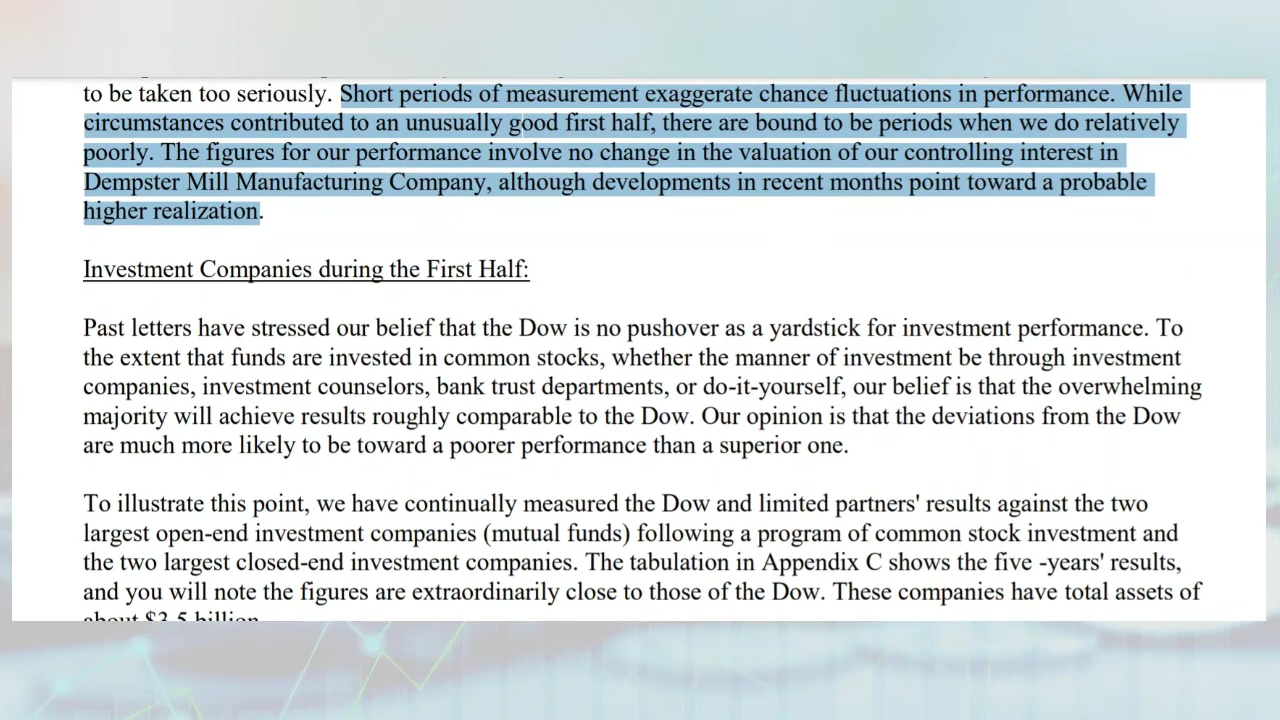 to be taken too seriously. Short periods of measurement exaggerate chance fluctuations in performance. While
circumstances contributed to an unusually good first half, there are bound to be periods when we do relatively
poorly. The figures for our performance involve no change in the valuation of our controlling interest in
Dempster Mill Manufacturing Company, although developments in recent months point toward a probable
higher realization.
Investment Companies during the First Half:
Past letters have stressed our belief that the Dow is no pushover as a yardstick for investment performance. To
the extent that funds are invested in common stocks, whether the manner of investment be through investment
companies, investment counselors, bank trust departments, or do-it-yourself, our belief is that the overwhelming
majority will achieve results roughly comparable to the Dow. Our opinion is that the deviations from the Dow
are much more likely to be toward a poorer performance than a superior one.
To illustrate this point, we have continually measured the Dow and limited partners' results against the two
largest open-end investment companies (mutual funds) following a program of common stock investment and
the two largest closed-end investment companies. The tabulation in Appendix C shows the five -years' results,
and you will note the figures are extraordinarily close to those of the Dow. These companies have total assets of
about $3.5 billion.